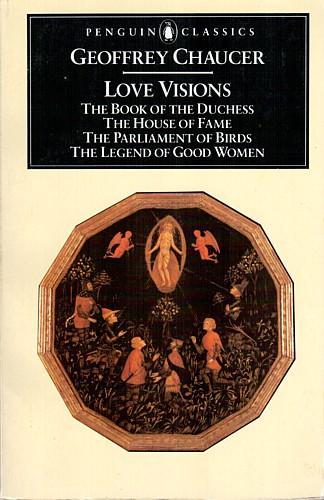 PENGUIN CLASSICS
GEOFFREY CHAUCER
LOVE VISIONS
THE BOOK OF THE DUCHESS
THE HOUSE OF FAME
THE PARLIAMENT OF BIRDS
THE LEGEND OF GOOD WOMEN